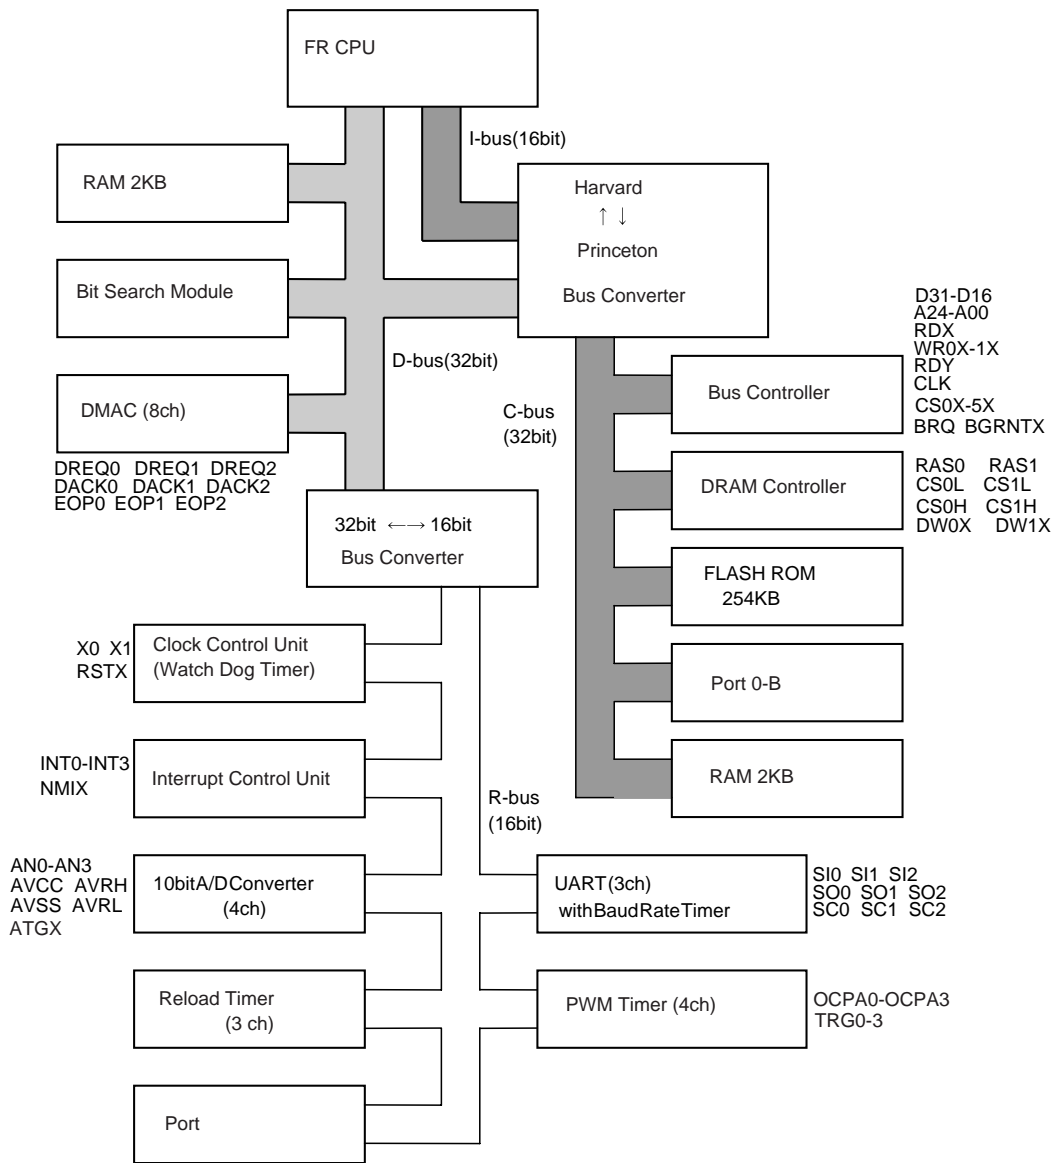 FR CPU
I-bus(16bit)
RAM 2KB
Harvard
↑ ↓
Princeton
Bus Converter
Bit Search Module
D-bus(32bit)
DMAC (8ch)
DREQ0 DREQ1 DREQ2
DACK0 DACK1 DACK2
EOP0 EOP1 EOP2
C-bus
(32bit)
Bus Controller
D31-D16
A24-A00
RDX
WR0X-1X
RDY
CLK
CS0X-5X
BRQ BGRNTX
DRAM Controller
RAS0 RAS1
CS0L CS1L
CS0H CS1H
DW0X DW1X
32bit ←→ 16bit
Bus Converter
FLASH ROM
254KB
X0 X1
RSTX
Clock Control Unit
(Watch Dog Timer)
Port 0-B
INT0-INT3
NMIX
Interrupt Control Unit
RAM 2KB
R-bus
(16bit)
AN0-AN3
AVCC AVRH
AVSS AVRL
ATGX
10bitA/DConverter
(4ch)
UART(3ch)
withBaudRateTimer
SI0 SI1 SI2
SO0 SO1 SO2
SC0 SC1 SC2
Reload Timer
(3 ch)
PWM Timer (4ch)
OCPA0-OCPA3
TRG0-3
Port